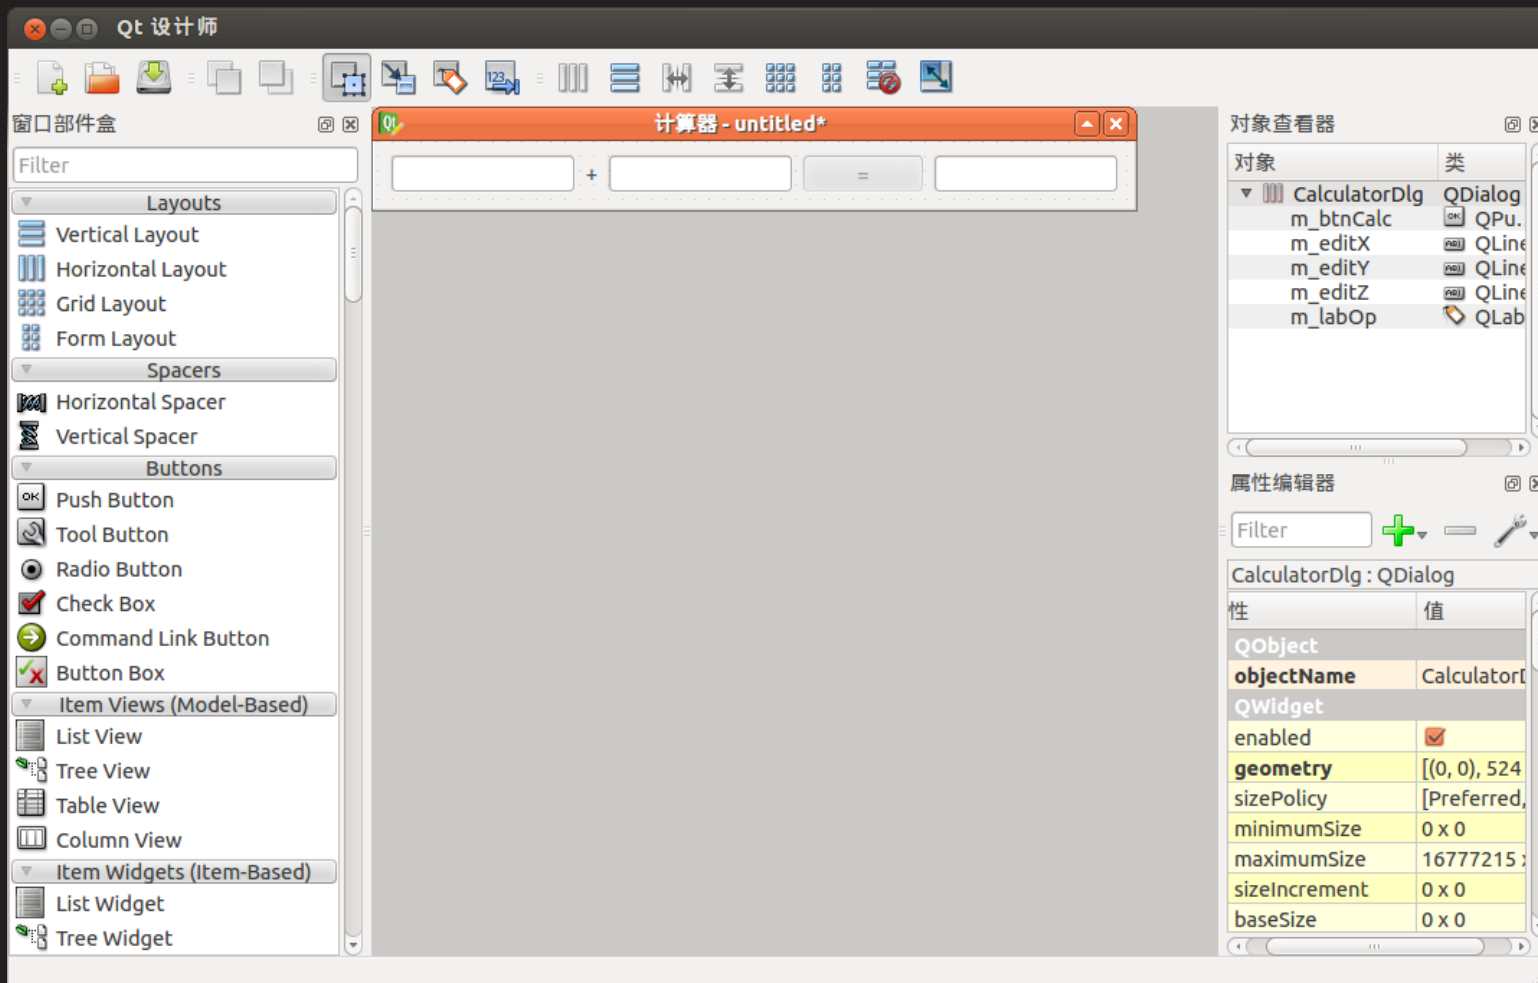 Qt 设计师
窗口部件盒
Filter
Layouts
Vertical Layout
Horizontal Layout
Grid Layout
Form Layout
Spacers
Horizontal Spacer
Vertical Spacer
Buttons
OK Push Button
Tool Button
Radio Button
Check Box
Command Link Button
Button Box
Item Views (Model-Based)
List View
Tree View
Table View
Column View
Item Widgets (Item-Based)
List Widget
Tree Widget
123
Qt 计算器 - untitled*
+ =
对象查看器
对象 类
CalculatorDlg QDialog
m_btnCalc OK QPu.
m_editX QLine
m_editY QLine
m_editZ QLine
m_labOp QLab
属性编辑器
Filter
CalculatorDlg : QDialog
性 值
QObject
objectName CalculatorD
QWidget
enabled
geometry [(0, 0), 524
sizePolicy [Preferred,
minimumSize 0 x 0
maximumSize 16777215 x
sizeIncrement 0 x 0
baseSize 0 x 0